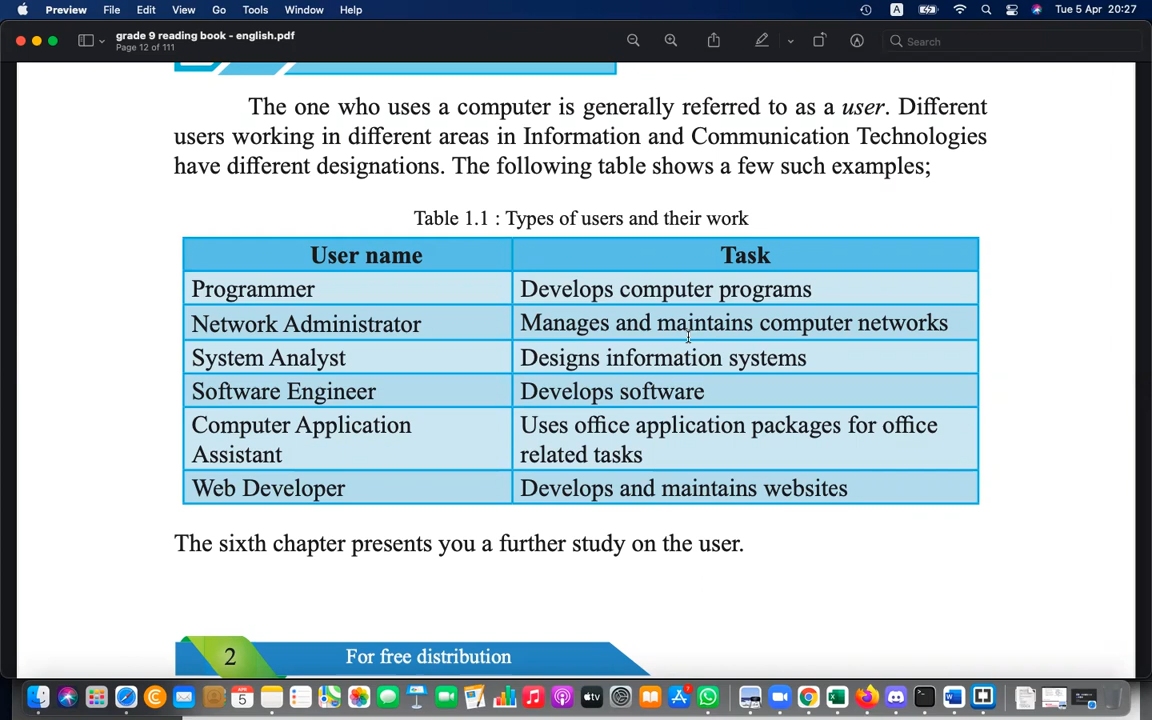 Preview File Edit View Go Tools Window Help A Tue 5 Apr 20:27
grade 9 reading book - english.pdf
Page 12 of 111
Search
The one who uses a computer is generally referred to as a user. Different
users working in different areas in Information and Communication Technologies
have different designations. The following table shows a few such examples;
Table 1.1 : Types of users and their work
User name Task
Programmer Develops computer programs
Network Administrator Manages and maintains computer networks
System Analyst Designs information systems
Software Engineer Develops software
Computer Application Uses office application packages for office
Assistant related tasks
Web Developer Develops and maintains websites
The sixth chapter presents you a further study on the user.
2 For free distribution